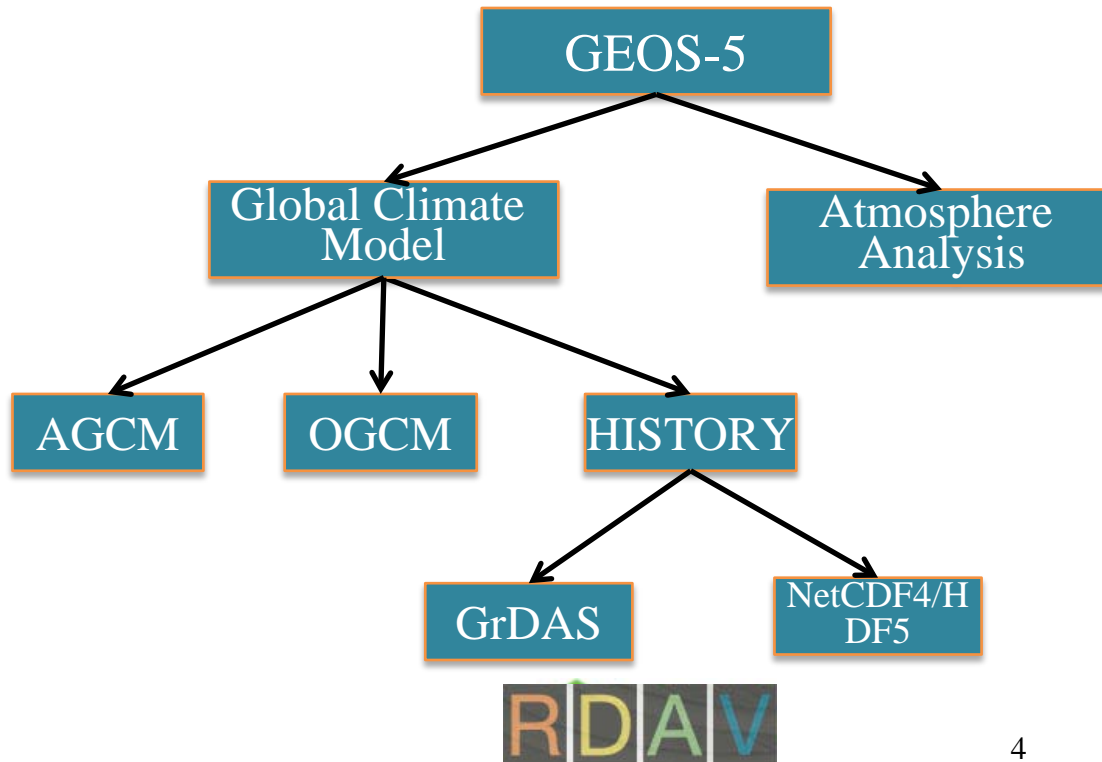 GEOS-5
Global Climate
Model
Atmosphere
Analysis
AGCM
OGCM
HISTORY
GrDAS
NetCDF4/H
DF5
RDAV
4